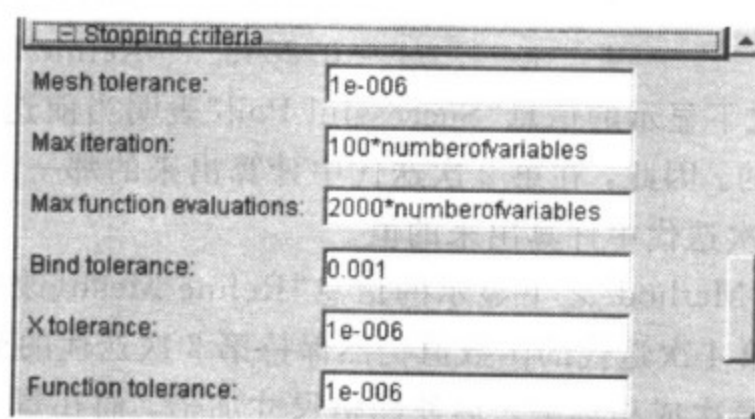 Stopping criteria
Mesh tolerance: 1e-006
Max iteration: 100*numberofvariables
Max function evaluations: 2000*numberofvariables
Bind tolerance: 0.001
X tolerance: 1e-006
Function tolerance: 1e-006